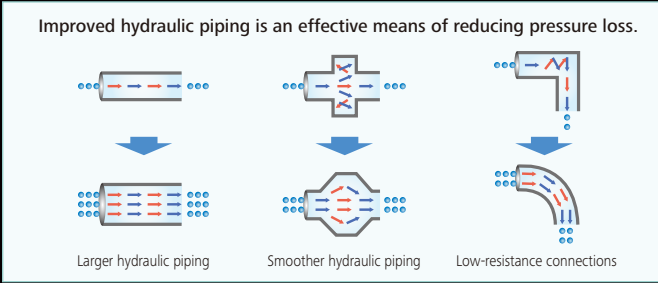 Improved hydraulic piping is an effective means of reducing pressure loss.
Larger hydraulic piping
Smoother hydraulic piping
Low-resistance connections